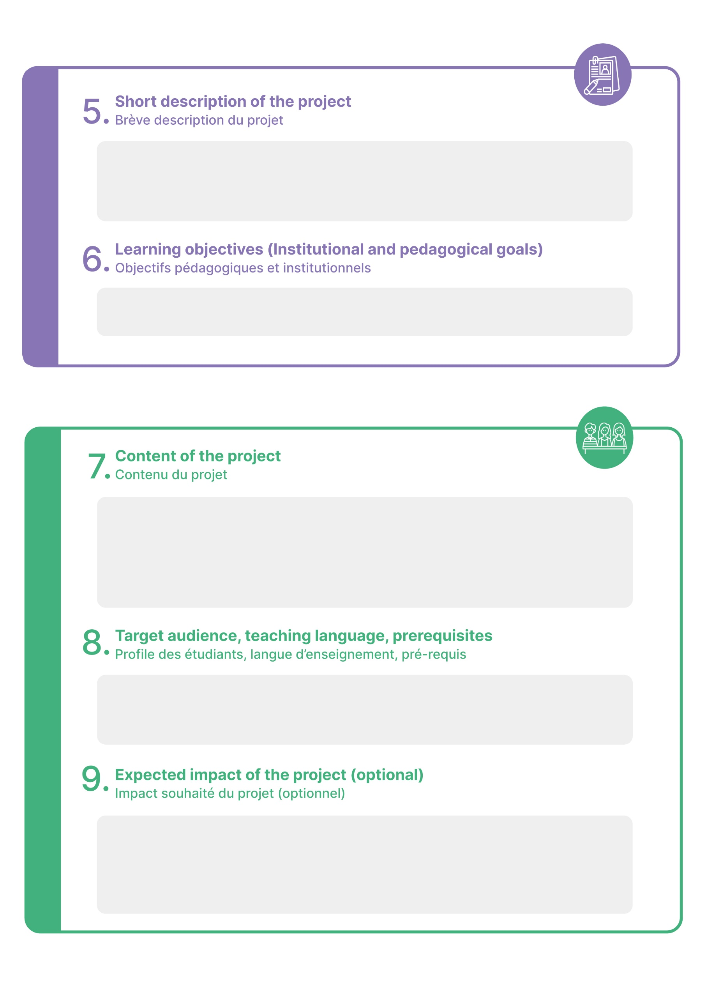 5. Short description of the project
Brève description du projet
6. Learning objectives (Institutional and pedagogical goals)
Objectifs pédagogiques et institutionnels
7. Content of the project
Contenu du projet
8. Target audience, teaching language, prerequisites
Profile des étudiants, langue d’enseignement, pré-requis
9. Expected impact of the project (optional)
Impact souhaité du projet (optionnel)